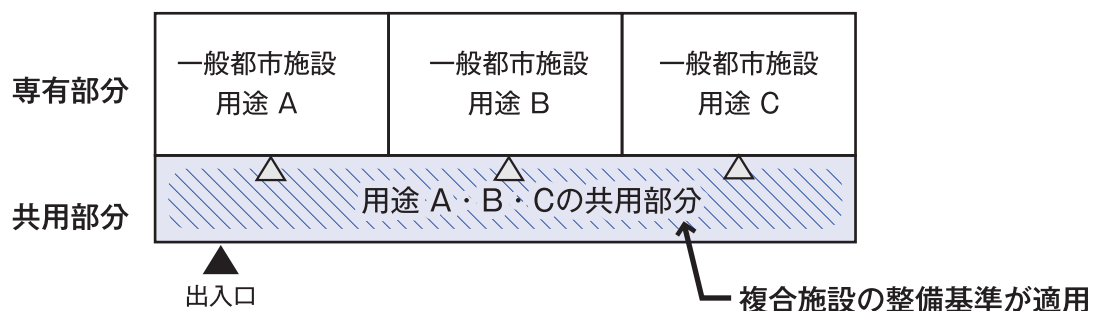 専有部分
一般都市施設
用途 A
一般都市施設
用途 B
一般都市施設
用途 C
共用部分
用途 A・B・Cの共用部分
出入口
複合施設の整備基準が適用